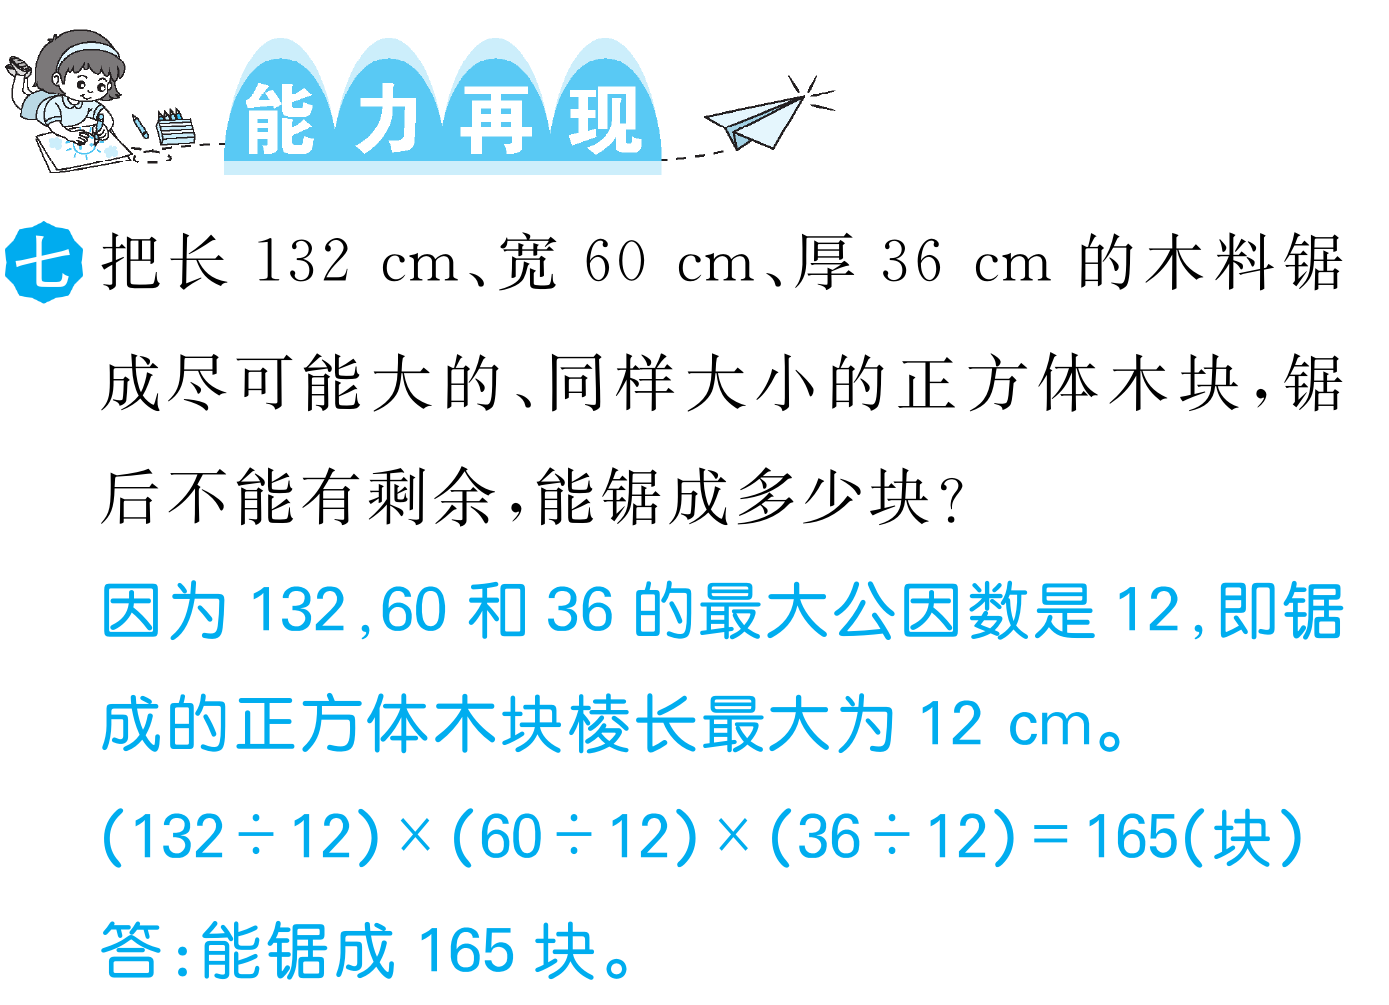 能力再现
七 把长 132 cm、宽 60 cm、厚 36 cm 的木料锯
成尽可能大的、同样大小的正方体木块,锯
后不能有剩余,能锯成多少块?
因为 132,60 和 36 的最大公因数是 12,即锯
成的正方体木块棱长最大为 12 cm。
(132÷12)×(60÷12)×(36÷12)=165(块)
答:能锯成 165 块。